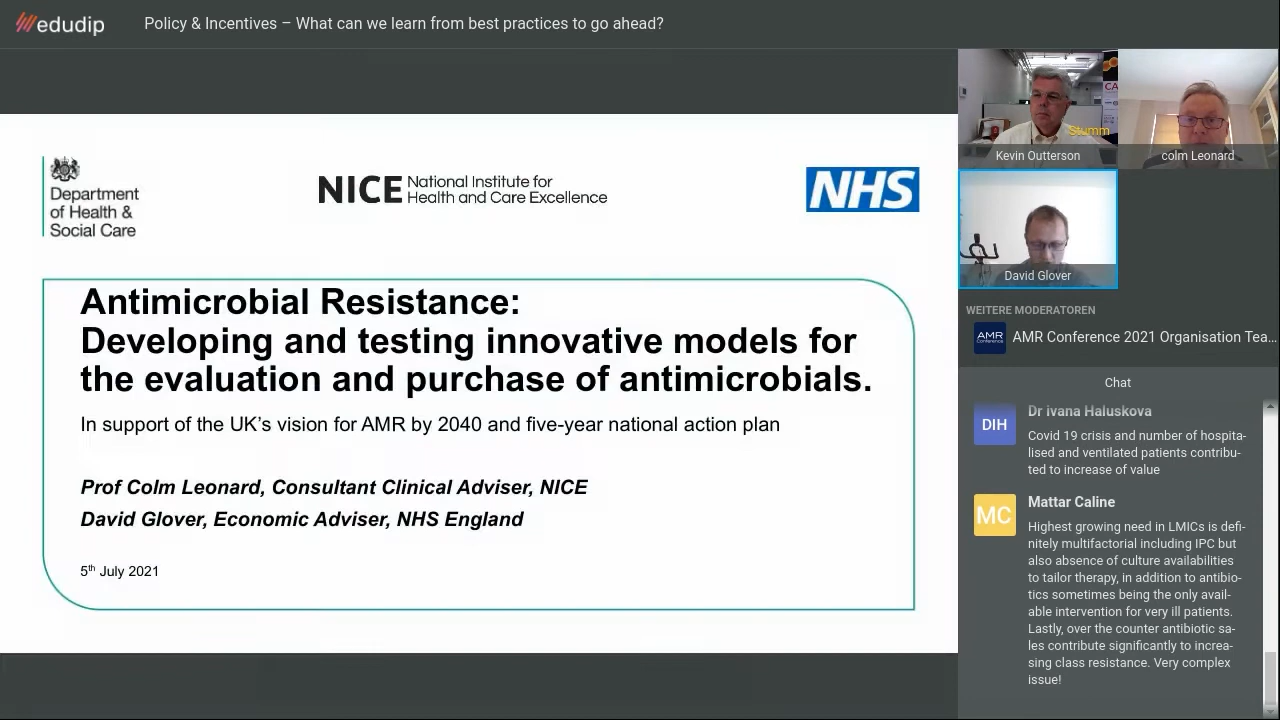 edudip
Policy & Incentives – What can we learn from best practices to go ahead?
Department
of Health &
Social Care
NICE National Institute for
Health and Care Excellence
NHS
Antimicrobial Resistance:
Developing and testing innovative models for
the evaluation and purchase of antimicrobials.
In support of the UK's vision for AMR by 2040 and five-year national action plan
Prof Colm Leonard, Consultant Clinical Adviser, NICE
David Glover, Economic Adviser, NHS England
5th July 2021
CA
Stumm
Kevin Outterson
colm Leonard
David Glover
WEITERE MODERATOREN
AMR
Conference
AMR Conference 2021 Organisation Tea...
Chat
DIH
Dr ivana Haluskova
Covid 19 crisis and number of hospita-
lised and ventilated patients contribu-
ted to increase of value
MC
Mattar Caline
Highest growing need in LMICs is defi-
nitely multifactorial including IPC but
also absence of culture availabilities
to tailor therapy, in addition to antibio-
tics sometimes being the only avail-
able intervention for very ill patients.
Lastly, over the counter antibiotic sa-
les contribute significantly to increa-
sing class resistance. Very complex
issue!